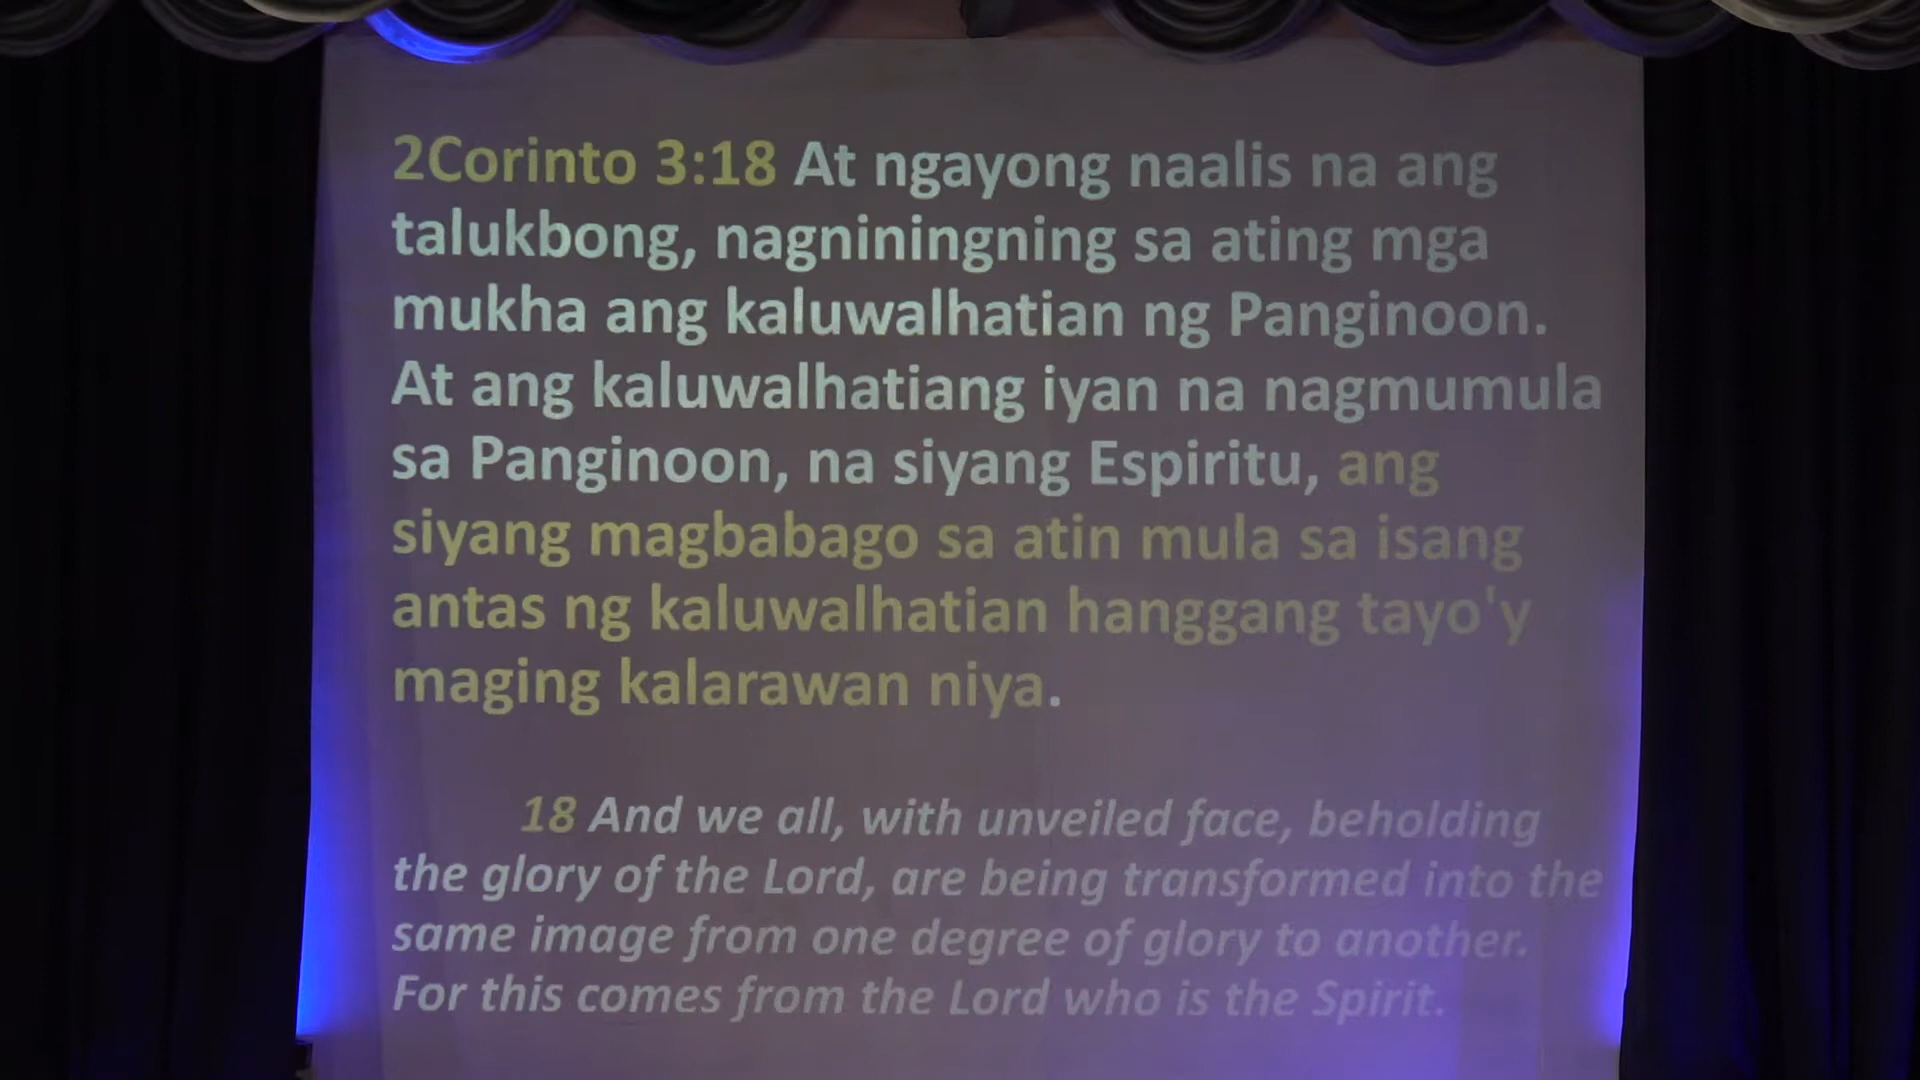 2Corinto 3:18 At ngayong naalis na ang
talukbong, nagniningning sa ating mga
mukha ang kaluwalhatian ng Panginoon.
At ang kaluwalhatiang iyan na nagmumula
sa Panginoon, na siyang Espiritu, ang
siyang magbabago sa atin mula sa isang
antas ng kaluwalhatian hanggang tayo'y
maging kalarawan niya.
18 And we all, with unveiled face, beholding
the glory of the Lord, are being transformed into the
same image from one degree of glory to another.
For this comes from the Lord who is the Spirit.